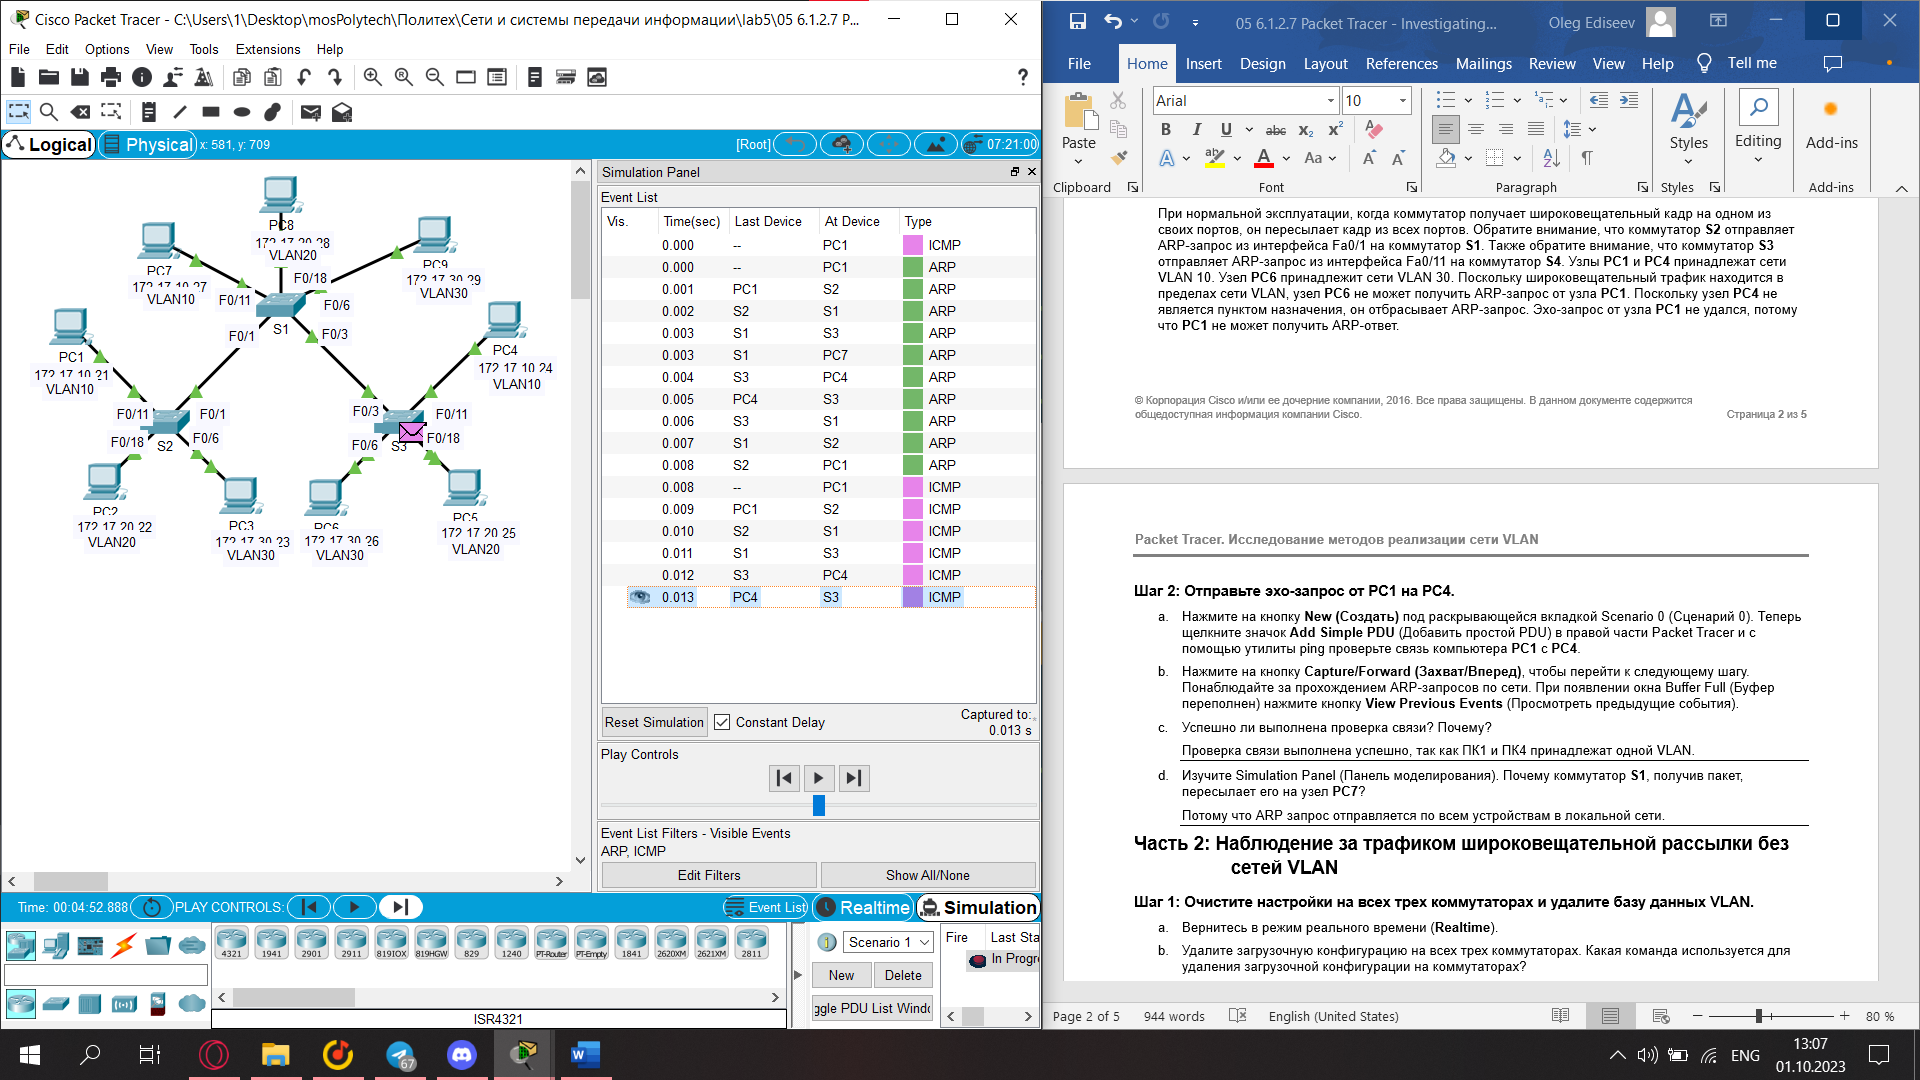 Cisco Packet Tracer - C:\Users\1\Desktop\mosPolytech\Политех\Сети и системы передачи информации\lab5\05 6.1.2.7 P...
File Edit Options View Tools Extensions Help
?
Logical Physical x: 581, y: 709 [Root] 07:21:00
PC8
172.17.20.28
VLAN20
PC7
172.17.10.27
VLAN10
PC9
172.17.30.29
VLAN30
F0/18
F0/11
F0/6
S1
F0/1
F0/3
PC1
172.17.10.21
VLAN10
PC4
172.17.10.24
VLAN10
F0/11
F0/1
F0/18
F0/6
S2
F0/3
F0/11
F0/6
F0/18
S3
PC2
172.17.20.22
VLAN20
PC3
172.17.30.23
VLAN30
PC6
172.17.30.26
VLAN30
PC5
172.17.20.25
VLAN20
Simulation Panel
Event List
Vis. Time(sec) Last Device At Device Type
0.000 -- PC1 ICMP
0.000 -- PC1 ARP
0.001 PC1 S2 ARP
0.002 S2 S1 ARP
0.003 S1 S3 ARP
0.003 S1 PC7 ARP
0.004 S3 PC4 ARP
0.005 PC4 S3 ARP
0.006 S3 S1 ARP
0.007 S1 S2 ARP
0.008 S2 PC1 ARP
0.008 -- PC1 ICMP
0.009 PC1 S2 ICMP
0.010 S2 S1 ICMP
0.011 S1 S3 ICMP
0.012 S3 PC4 ICMP
0.013 PC4 S3 ICMP
Reset Simulation Constant Delay Captured to:
0.013 s
Play Controls
Event List Filters - Visible Events
ARP, ICMP
Edit Filters Show All/None
Time: 00:04:52.888 PLAY CONTROLS: Event List Realtime Simulation
4321 1941 2901 2911 819IOX 819HGW 829 1240 PT-Router PT-Empty 1841 2620XM 2621XM 2811
ISR4321
Scenario 1
New Delete
ggle PDU List Windo
Fire Last Sta
In Progre
05 6.1.2.7 Packet Tracer - Investigating... Oleg Ediseev
File Home Insert Design Layout References Mailings Review View Help Tell me
Paste
Arial 10
Styles Editing Add-ins
Clipboard Font Paragraph Styles Add-ins
При нормальной эксплуатации, когда коммутатор получает широковещательный кадр на одном из
своих портов, он пересылает кадр из всех портов. Обратите внимание, что коммутатор S2 отправляет
ARP-запрос из интерфейса Fa0/1 на коммутатор S1. Также обратите внимание, что коммутатор S3
отправляет ARP-запрос из интерфейса Fa0/11 на коммутатор S4. Узлы PC1 и PC4 принадлежат сети
VLAN 10. Узел PC6 принадлежит сети VLAN 30. Поскольку широковещательный трафик находится в
пределах сети VLAN, узел PC6 не может получить ARP-запрос от узла PC1. Поскольку узел PC4 не
является пунктом назначения, он отбрасывает ARP-запрос. Эхо-запрос от узла PC1 не удался, потому
что PC1 не может получить ARP-ответ.
© Корпорация Cisco и/или ее дочерние компании, 2016. Все права защищены. В данном документе содержится
общедоступная информация компании Cisco. Страница 2 из 5
Packet Tracer. Исследование методов реализации сети VLAN
Шаг 2: Отправьте эхо-запрос от PC1 на PC4.
a. Нажмите на кнопку New (Создать) под раскрывающейся вкладкой Scenario 0 (Сценарий 0). Теперь
щелкните значок Add Simple PDU (Добавить простой PDU) в правой части Packet Tracer и с
помощью утилиты ping проверьте связь компьютера PC1 с PC4.
b. Нажмите на кнопку Capture/Forward (Захват/Вперед), чтобы перейти к следующему шагу.
Понаблюдайте за прохождением ARP-запросов по сети. При появлении окна Buffer Full (Буфер
переполнен) нажмите кнопку View Previous Events (Просмотреть предыдущие события).
c. Успешно ли выполнена проверка связи? Почему?
Проверка связи выполнена успешно, так как ПК1 и ПК4 принадлежат одной VLAN.
d. Изучите Simulation Panel (Панель моделирования). Почему коммутатор S1, получив пакет,
пересылает его на узел PC7?
Потому что ARP запрос отправляется по всем устройствам в локальной сети.
Часть 2: Наблюдение за трафиком широковещательной рассылки без
сетей VLAN
Шаг 1: Очистите настройки на всех трех коммутаторах и удалите базу данных VLAN.
a. Вернитесь в режим реального времени (Realtime).
b. Удалите загрузочную конфигурацию на всех трех коммутаторах. Какая команда используется для
удаления загрузочной конфигурации на коммутаторах?
Page 2 of 5 944 words English (United States) 80 %
67
ENG 13:07
01.10.2023